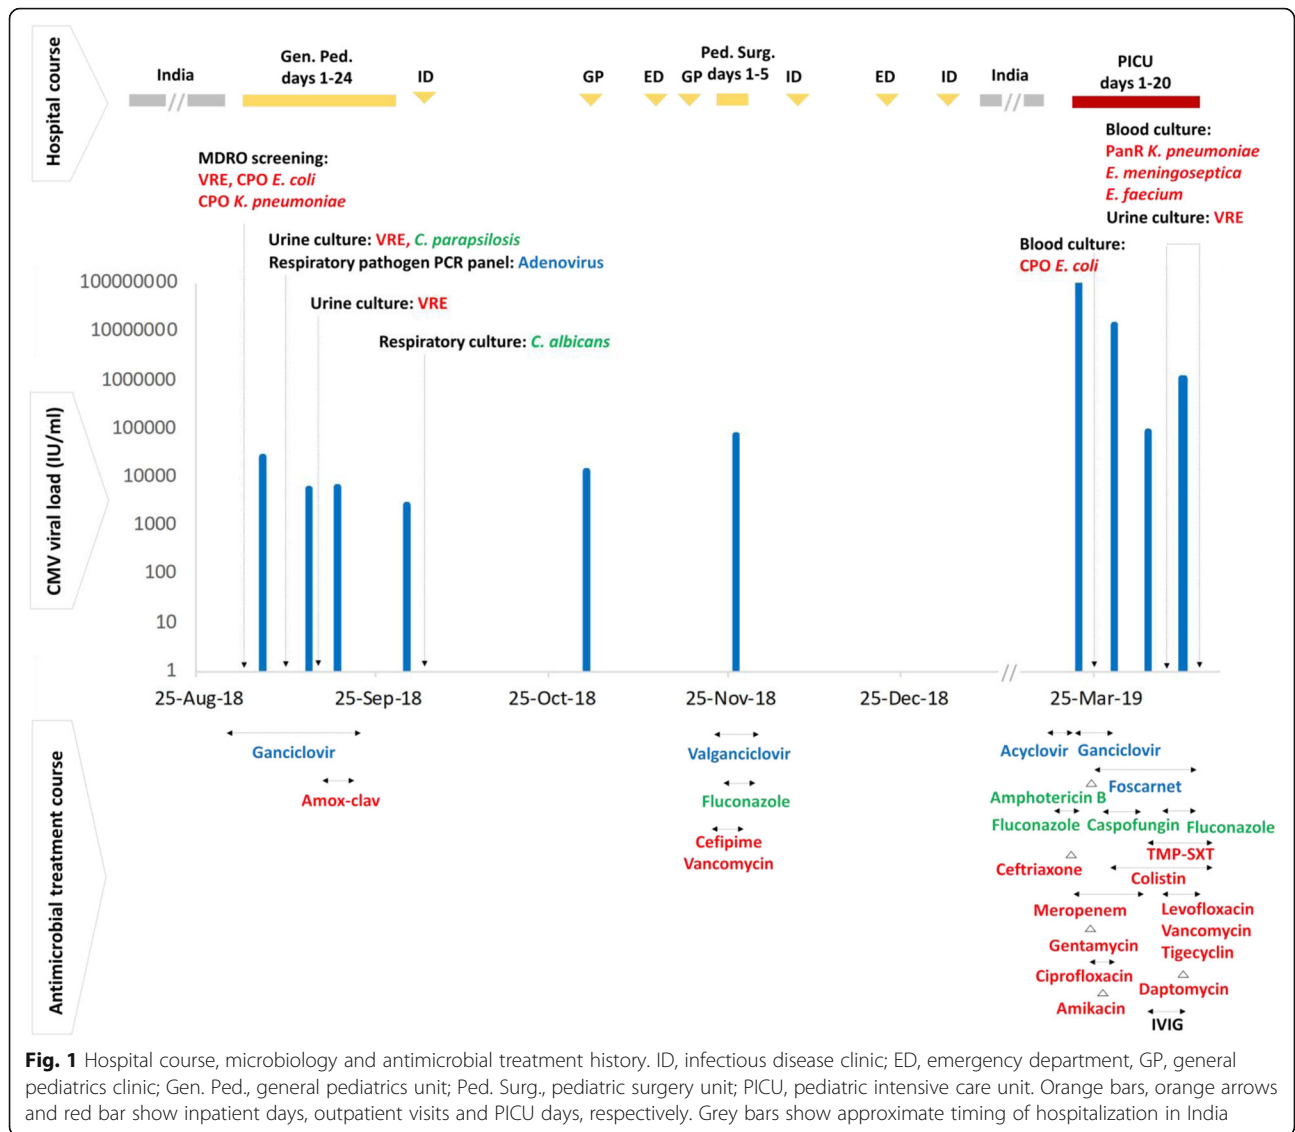 Hospital course
India
Gen. Ped.
days 1-24
ID
GP
ED
GP
Ped. Surg.
days 1-5
ID
ED
ID
India
PICU
days 1-20
MDRO screening:
VRE, CPO E. coli
CPO K. pneumoniae
Urine culture: VRE, C. parapsilosis
Respiratory pathogen PCR panel: Adenovirus
Urine culture: VRE
Respiratory culture: C. albicans
Blood culture:
PanR K. pneumoniae
E. meningoseptica
E. faecium
Urine culture: VRE
Blood culture:
CPO E. coli
CMV viral load (IU/ml)
100000000
10000000
1000000
100000
10000
1000
100
10
1
//
25-Aug-18
25-Sep-18
25-Oct-18
25-Nov-18
25-Dec-18
25-Mar-19
Antimicrobial treatment course
Ganciclovir
Amox-clav
Valganciclovir
Fluconazole
Cefipime
Vancomycin
Acyclovir
Ganciclovir
Foscarnet
Amphotericin B
Fluconazole
Caspofungin
Fluconazole
TMP-SXT
Ceftriaxone
Colistin
Meropenem
Levofloxacin
Vancomycin
Tigecyclin
Gentamycin
Ciprofloxacin
Daptomycin
Amikacin
IVIG
Fig. 1 Hospital course, microbiology and antimicrobial treatment history. ID, infectious disease clinic; ED, emergency department, GP, general
pediatrics clinic; Gen. Ped., general pediatrics unit; Ped. Surg., pediatric surgery unit; PICU, pediatric intensive care unit. Orange bars, orange arrows
and red bar show inpatient days, outpatient visits and PICU days, respectively. Grey bars show approximate timing of hospitalization in India